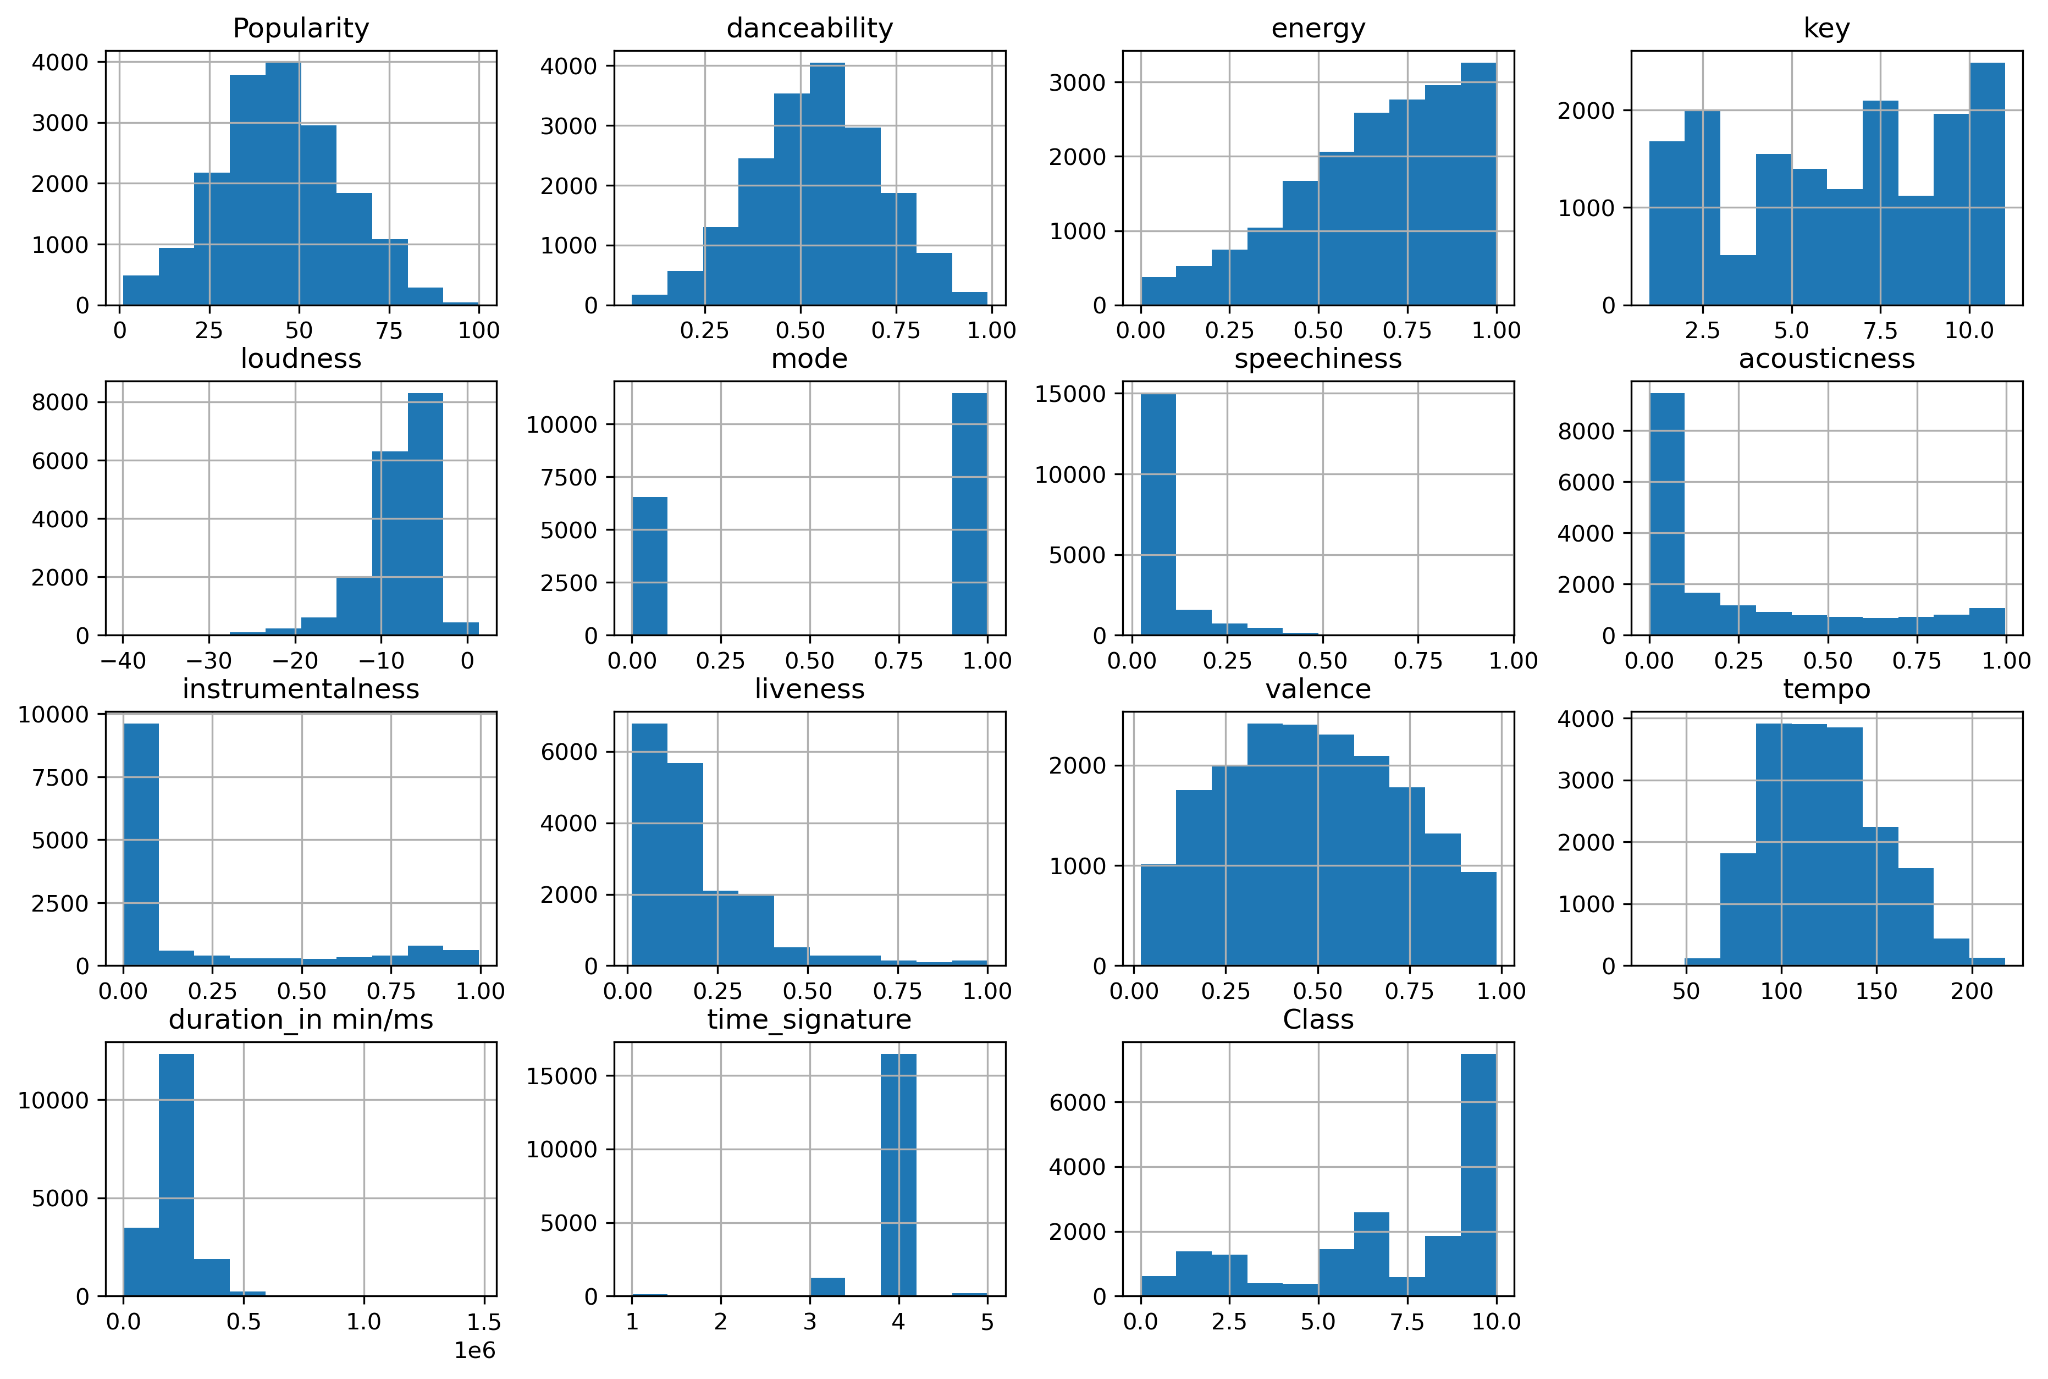 Popularity
4000
3000
2000
1000
0
0 25 50 75 100
danceability
4000
3000
2000
1000
0
0.25 0.50 0.75 1.00
energy
3000
2000
1000
0
0.00 0.25 0.50 0.75 1.00
key
2000
1000
0
2.5 5.0 7.5 10.0
loudness
8000
6000
4000
2000
0
−40 −30 −20 −10 0
mode
10000
7500
5000
2500
0
0.00 0.25 0.50 0.75 1.00
speechiness
15000
10000
5000
0
0.00 0.25 0.50 0.75 1.00
acousticness
8000
6000
4000
2000
0
0.00 0.25 0.50 0.75 1.00
instrumentalness
10000
7500
5000
2500
0
0.00 0.25 0.50 0.75 1.00
liveness
6000
4000
2000
0
0.00 0.25 0.50 0.75 1.00
valence
2000
1000
0
0.00 0.25 0.50 0.75 1.00
tempo
4000
3000
2000
1000
0
50 100 150 200
duration_in min/ms
10000
5000
0
0.0 0.5 1.0 1.5
1e6
time_signature
15000
10000
5000
0
1 2 3 4 5
Class
6000
4000
2000
0
0.0 2.5 5.0 7.5 10.0